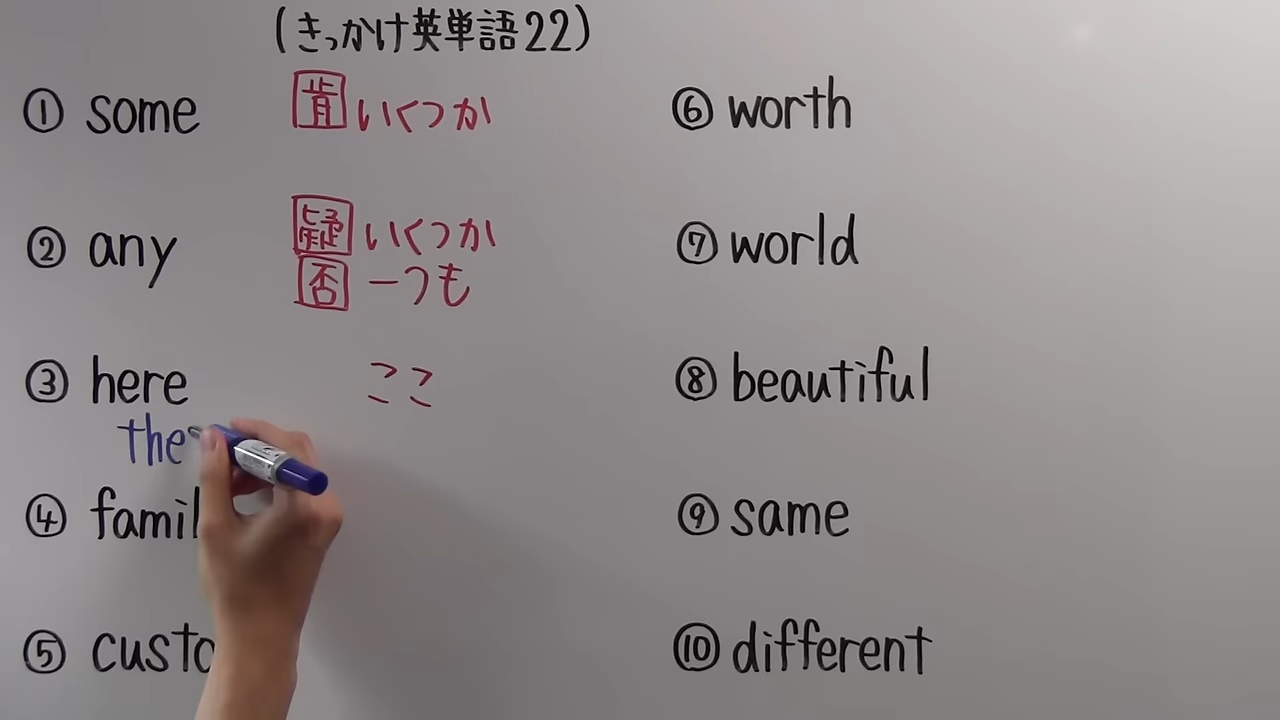 (きっかけ英単語22)
① some 肯 いくつか
② any 疑 いくつか
否 一つも
③ here ここ
the
④ famil
⑤ custo
⑥ worth
⑦ world
⑧ beautiful
⑨ same
⑩ different